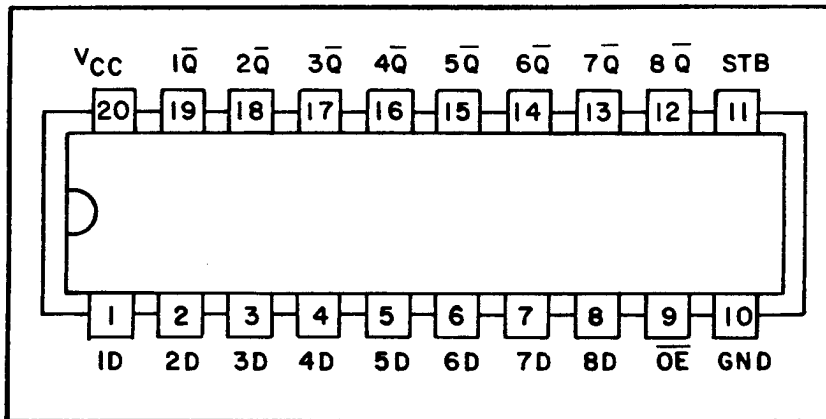 VCC 1Q̅ 2Q̅ 3Q̅ 4Q̅ 5Q̅ 6Q̅ 7Q̅ 8Q̅ STB
20 19 18 17 16 15 14 13 12 11
1 2 3 4 5 6 7 8 9 10
1D 2D 3D 4D 5D 6D 7D 8D O̅E̅ GND